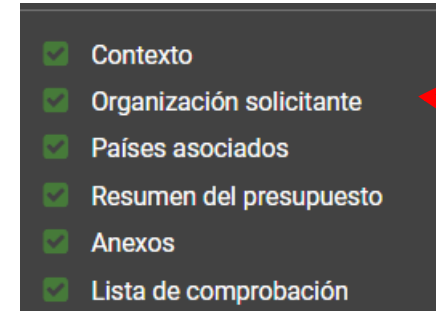 Contexto
Organización solicitante
Países asociados
Resumen del presupuesto
Anexos
Lista de comprobación